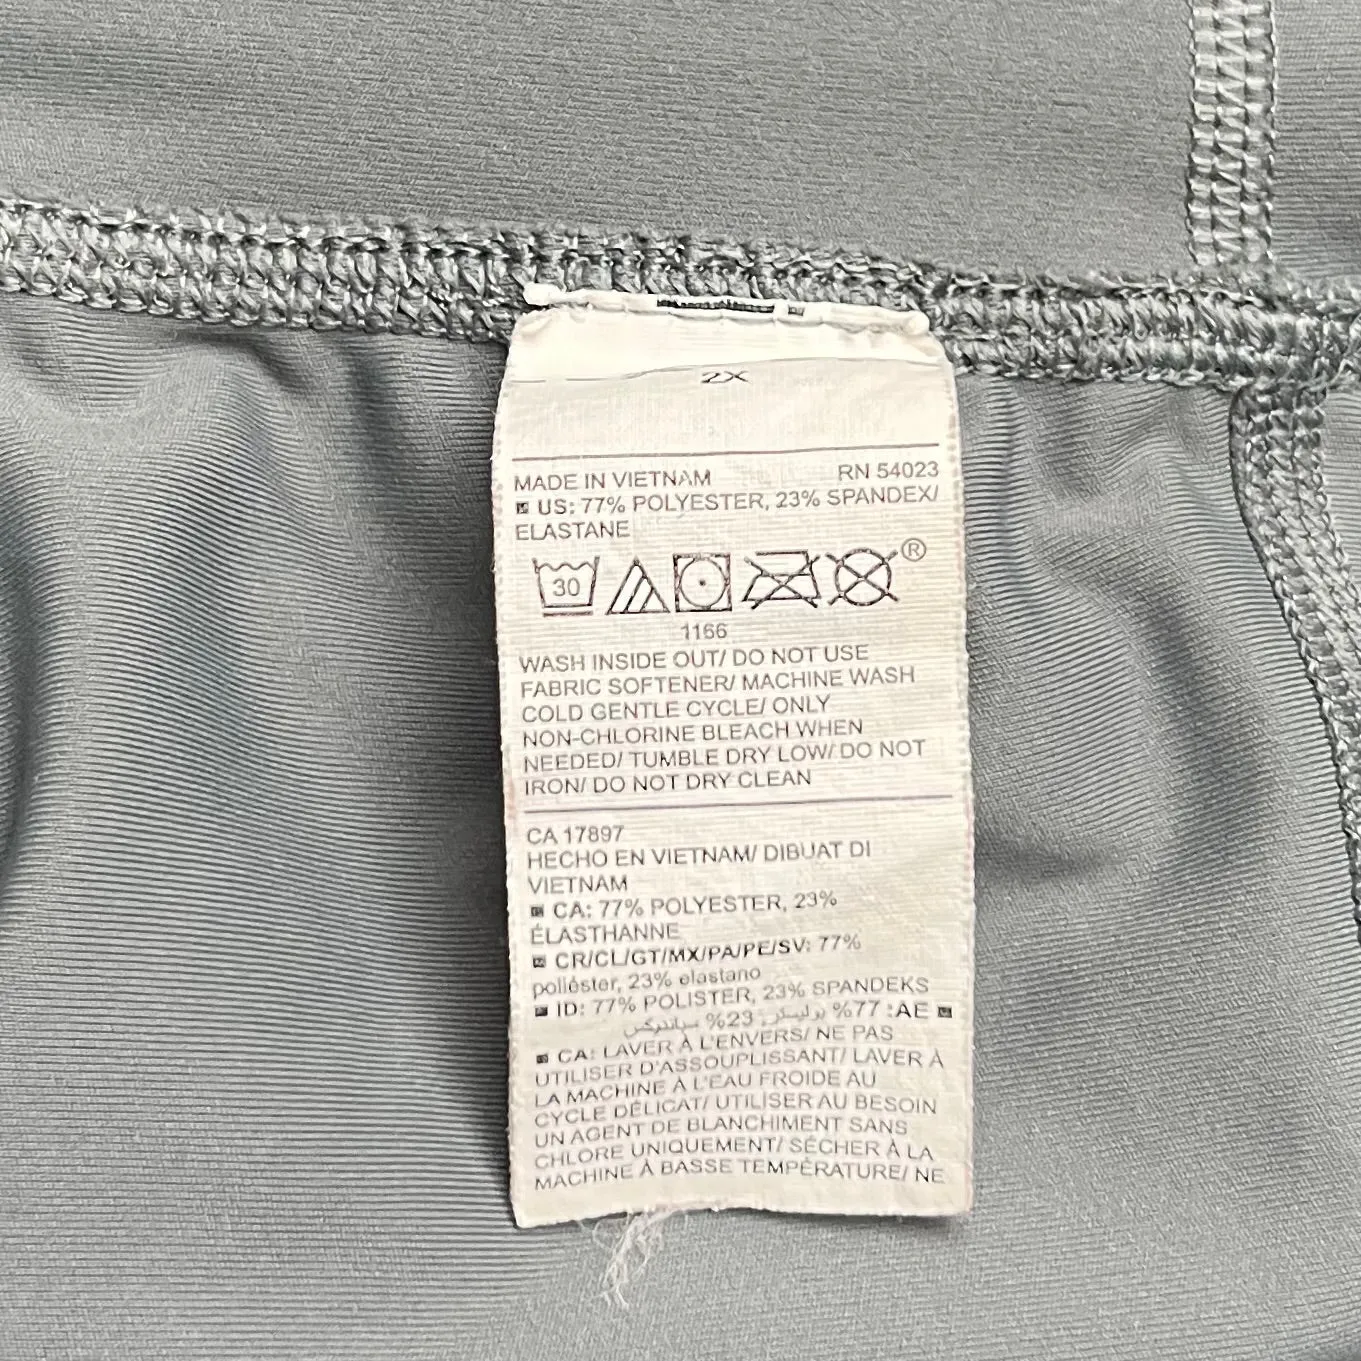 2X
MADE IN VIETNAM RN 54023
US: 77% POLYESTER, 23% SPANDEX/
ELASTANE
30
®
1166
WASH INSIDE OUT/ DO NOT USE
FABRIC SOFTENER/ MACHINE WASH
COLD GENTLE CYCLE/ ONLY
NON-CHLORINE BLEACH WHEN
NEEDED/ TUMBLE DRY LOW/ DO NOT
IRON/ DO NOT DRY CLEAN
CA 17897
HECHO EN VIETNAM/ DIBUAT DI
VIETNAM
CA: 77% POLYESTER, 23%
ÉLASTHANNE
CR/CL/GT/MX/PA/PE/SV: 77%
poliéster, 23% elastano
ID: 77% POLISTER, 23% SPANDEKS
AE: 77% بوليستر, 23% سباندكس
CA: LAVER À L'ENVERS/ NE PAS
UTILISER D'ASSOUPLISSANT/ LAVER À
LA MACHINE À L'EAU FROIDE AU
CYCLE DÉLICAT/ UTILISER AU BESOIN
UN AGENT DE BLANCHIMENT SANS
CHLORE UNIQUEMENT/ SÉCHER À LA
MACHINE À BASSE TEMPÉRATURE/ NE